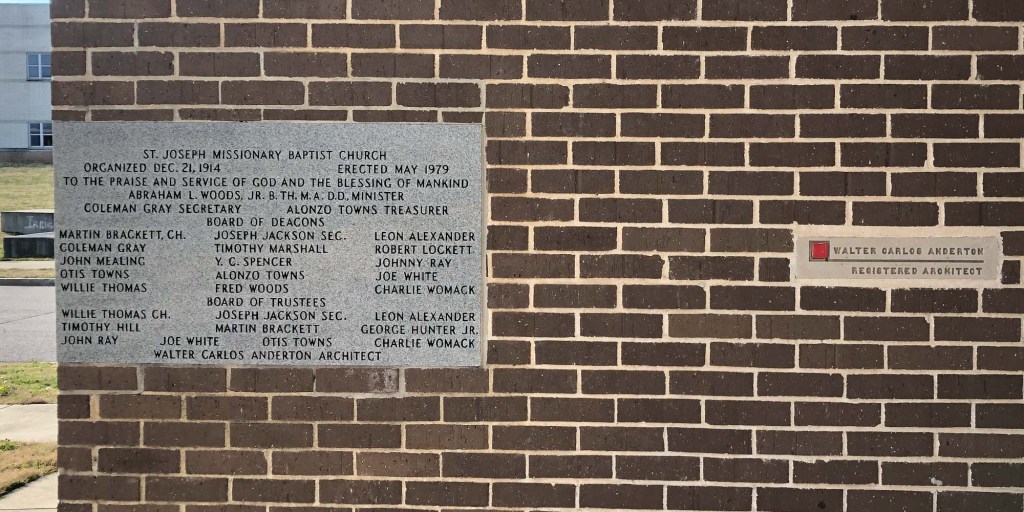 ST. JOSEPH MISSIONARY BAPTIST CHURCH
ORGANIZED DEC. 21, 1914 ERECTED MAY 1979
TO THE PRAISE AND SERVICE OF GOD AND THE BLESSING OF MANKIND
ABRAHAM L. WOODS, JR. B. TH. M. A. D. D., MINISTER
COLEMAN GRAY SECRETARY ALONZO TOWNS TREASURER
BOARD OF DEACONS
MARTIN BRACKETT, CH. JOSEPH JACKSON SEC. LEON ALEXANDER
COLEMAN GRAY TIMOTHY MARSHALL ROBERT LOCKETT
JOHN MEALING Y. C. SPENCER JOHNNY RAY
OTIS TOWNS ALONZO TOWNS JOE WHITE
WILLIE THOMAS FRED WOODS CHARLIE WOMACK
BOARD OF TRUSTEES
WILLIE THOMAS CH. JOSEPH JACKSON SEC. LEON ALEXANDER
TIMOTHY HILL MARTIN BRACKETT GEORGE HUNTER JR.
JOHN RAY JOE WHITE OTIS TOWNS CHARLIE WOMACK
WALTER CARLOS ANDERTON ARCHITECT
WALTER CARLOS ANDERTON
REGISTERED ARCHITECT